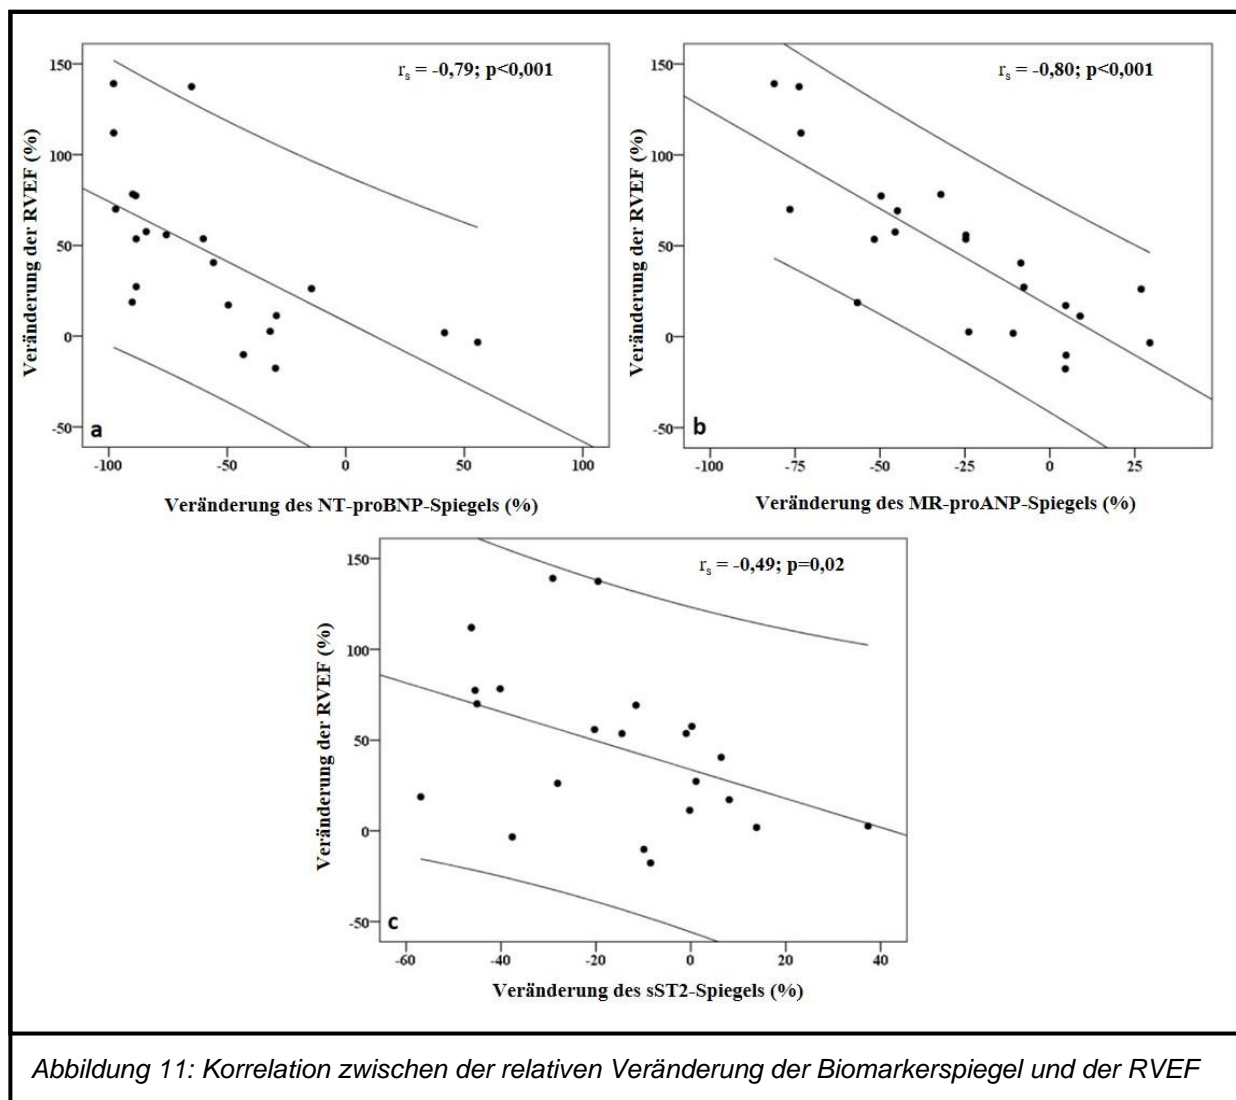 150
100
50
0
-50
Veränderung der RVEF (%)
rs = -0,79; p<0,001
a
-100 -50 0 50 100
Veränderung des NT-proBNP-Spiegels (%)
150
100
50
0
-50
Veränderung der RVEF (%)
rs = -0,80; p<0,001
b
-100 -75 -50 -25 0 25
Veränderung des MR-proANP-Spiegels (%)
150
100
50
0
-50
Veränderung der RVEF (%)
rs = -0,49; p=0,02
c
-60 -40 -20 0 20 40
Veränderung des sST2-Spiegels (%)
Abbildung 11: Korrelation zwischen der relativen Veränderung der Biomarkerspiegel und der RVEF